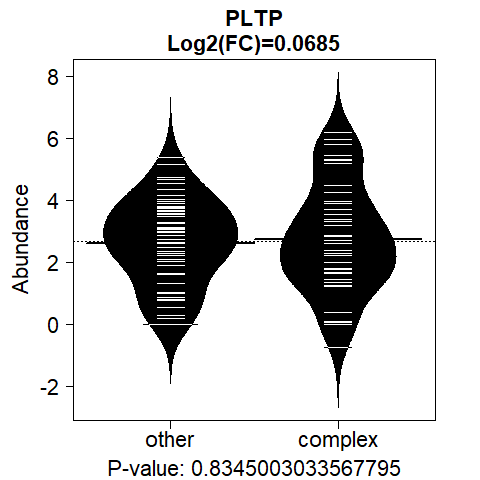 PLTP
Log2(FC)=0.0685
Abundance
8
6
4
2
0
-2
other complex
P-value: 0.8345003033567795